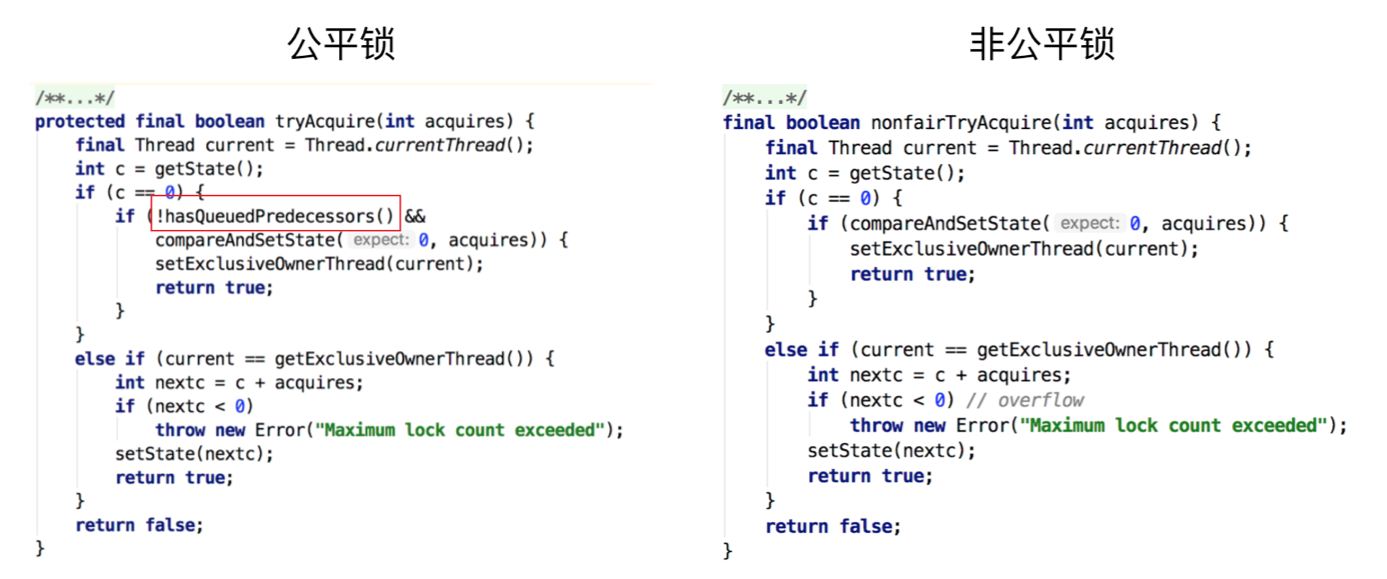 公平锁
/**...*/
protected final boolean tryAcquire(int acquires) {
final Thread current = Thread.currentThread();
int c = getState();
if (c == 0) {
if (!hasQueuedPredecessors() &&
compareAndSetState( expect: 0, acquires)) {
setExclusiveOwnerThread(current);
return true;
}
}
else if (current == getExclusiveOwnerThread()) {
int nextc = c + acquires;
if (nextc < 0)
throw new Error("Maximum lock count exceeded");
setState(nextc);
return true;
}
return false;
}
非公平锁
/**...*/
final boolean nonfairTryAcquire(int acquires) {
final Thread current = Thread.currentThread();
int c = getState();
if (c == 0) {
if (compareAndSetState( expect: 0, acquires)) {
setExclusiveOwnerThread(current);
return true;
}
}
else if (current == getExclusiveOwnerThread()) {
int nextc = c + acquires;
if (nextc < 0) // overflow
throw new Error("Maximum lock count exceeded");
setState(nextc);
return true;
}
return false;
}